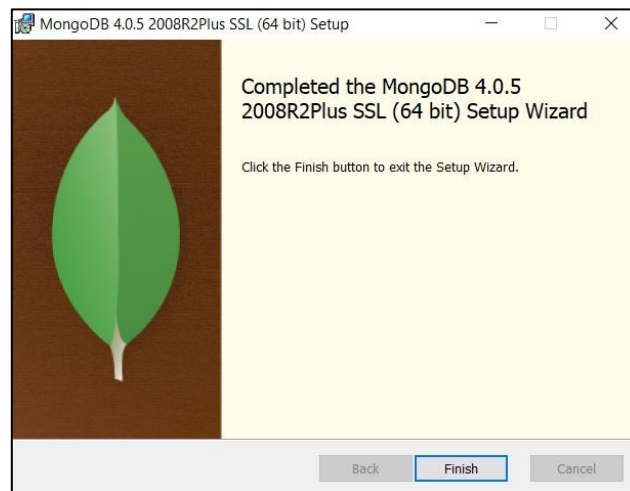 MongoDB 4.0.5 2008R2Plus SSL (64 bit) Setup
Completed the MongoDB 4.0.5
2008R2Plus SSL (64 bit) Setup Wizard
Click the Finish button to exit the Setup Wizard.
Back Finish Cancel